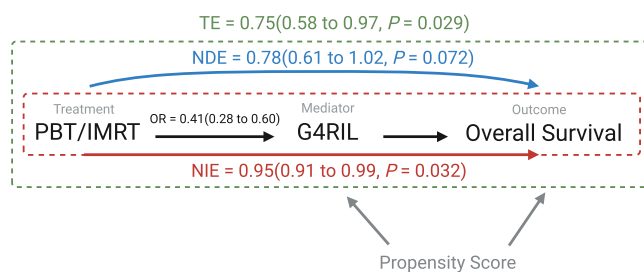 TE = 0.75(0.58 to 0.97, P = 0.029)
NDE = 0.78(0.61 to 1.02, P = 0.072)
Treatment
PBT/IMRT
OR = 0.41(0.28 to 0.60)
Mediator
G4RIL
Outcome
Overall Survival
NIE = 0.95(0.91 to 0.99, P = 0.032)
Propensity Score